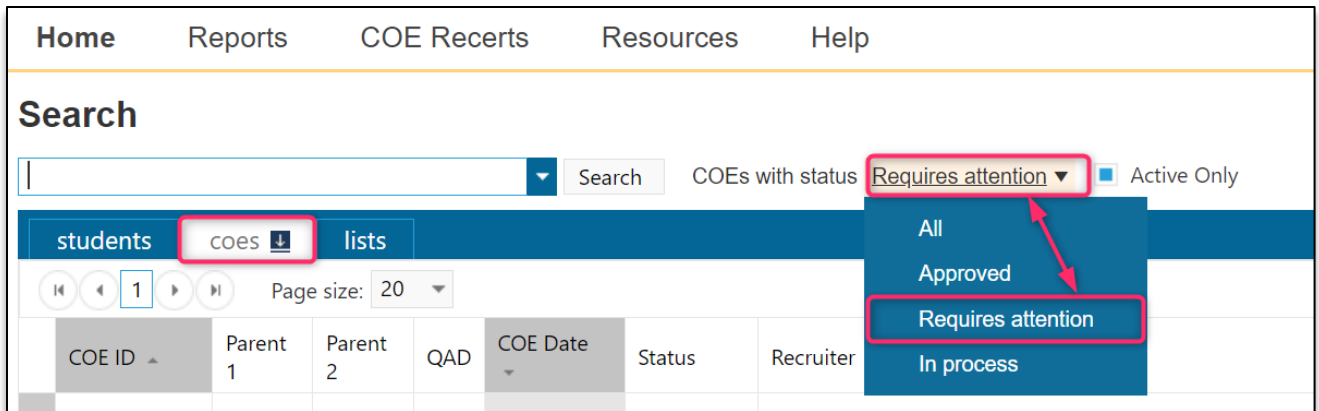 Home Reports COE Recerts Resources Help
Search
Search COEs with status Requires attention Active Only
students coes lists
All
Approved
Requires attention
In process
1 Page size: 20
COE ID Parent 1 Parent 2 QAD COE Date Status Recruiter